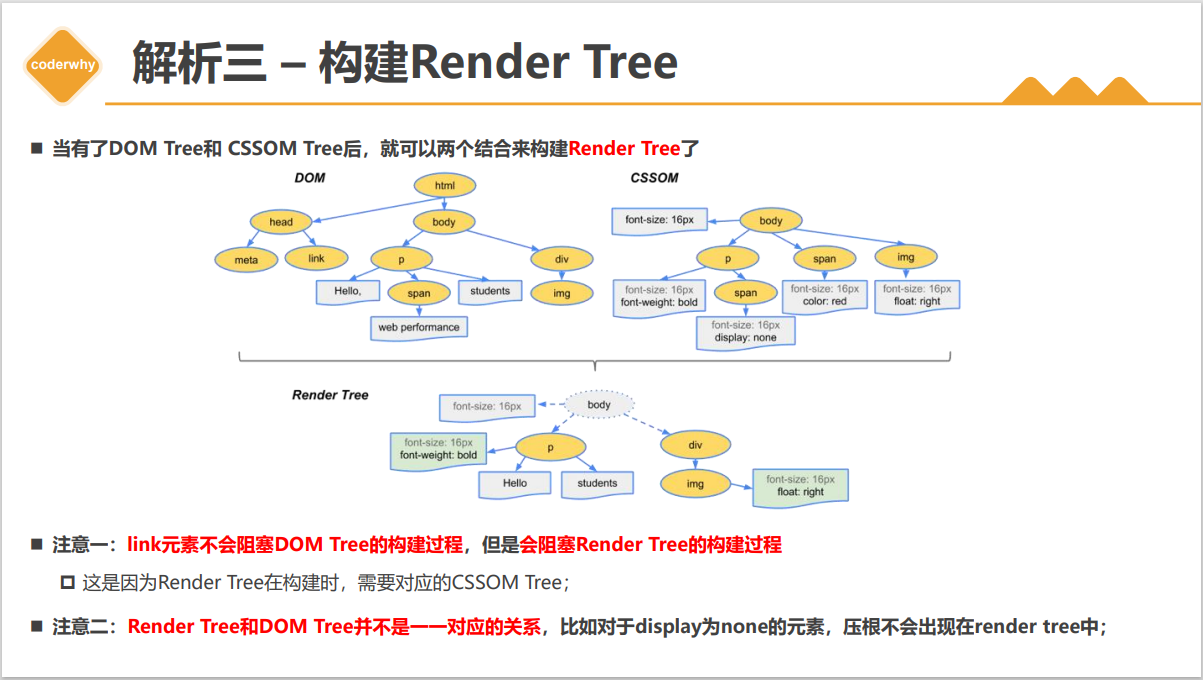 coderwhy
解析三 – 构建Render Tree
■ 当有了DOM Tree和 CSSOM Tree后，就可以两个结合来构建Render Tree了
DOM
html
head
body
meta
link
p
div
Hello,
span
students
img
web performance
CSSOM
font-size: 16px
body
p
span
img
font-size: 16px
font-weight: bold
span
font-size: 16px
color: red
font-size: 16px
float: right
font-size: 16px
display: none
Render Tree
font-size: 16px
body
font-size: 16px
font-weight: bold
p
div
Hello
students
img
font-size: 16px
float: right
■ 注意一：link元素不会阻塞DOM Tree的构建过程，但是会阻塞Render Tree的构建过程
这是因为Render Tree在构建时，需要对应的CSSOM Tree；
■ 注意二：Render Tree和DOM Tree并不是一一对应的关系，比如对于display为none的元素，压根不会出现在render tree中；